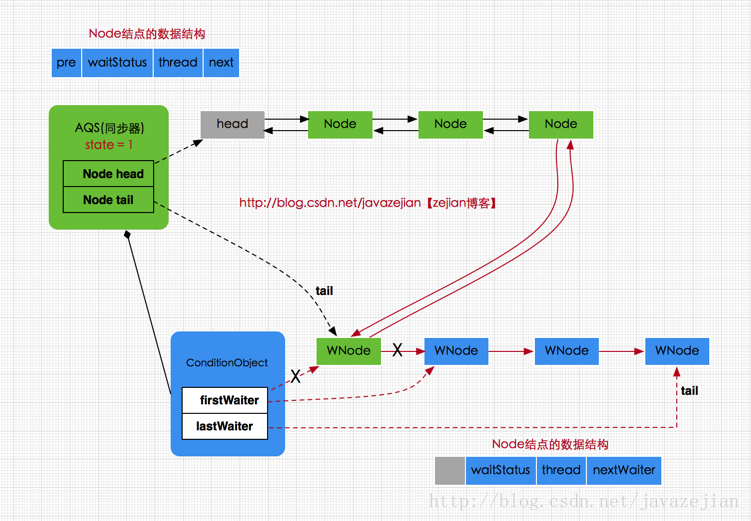 Node结点的数据结构
pre waitStatus thread next
AQS(同步器)
state = 1
Node head
Node tail
head Node Node Node
http://blog.csdn.net/javazejian【zejian博客】
tail
WNode X WNode WNode WNode
ConditionObject
X
firstWaiter
lastWaiter
tail
Node结点的数据结构
waitStatus thread nextWaiter
http://blog.csdn.net/javazejian